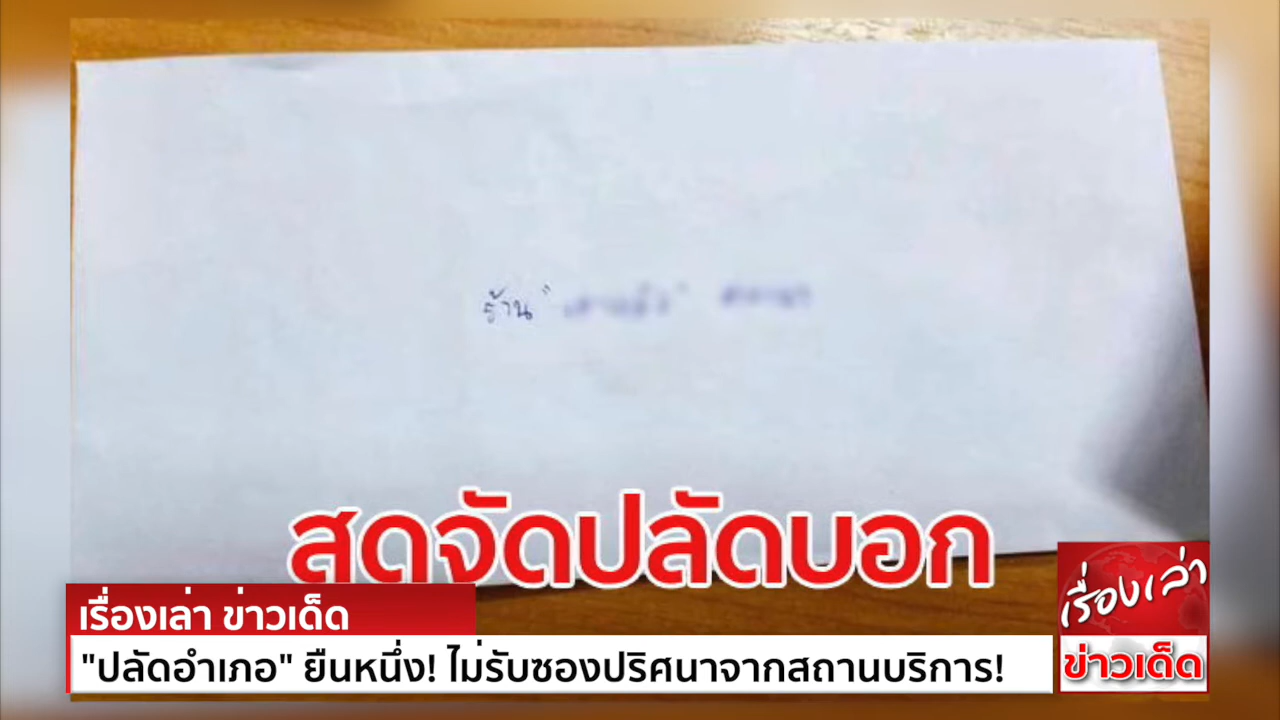 ร้าน "
สุดจัดปลัดบอก
เรื่องเล่า ข่าวเด็ด
"ปลัดอำเภอ" ยืนหนึ่ง! ไม่รับซองปริศนาจากสถานบริการ!
เรื่องเล่า
ข่าวเด็ด